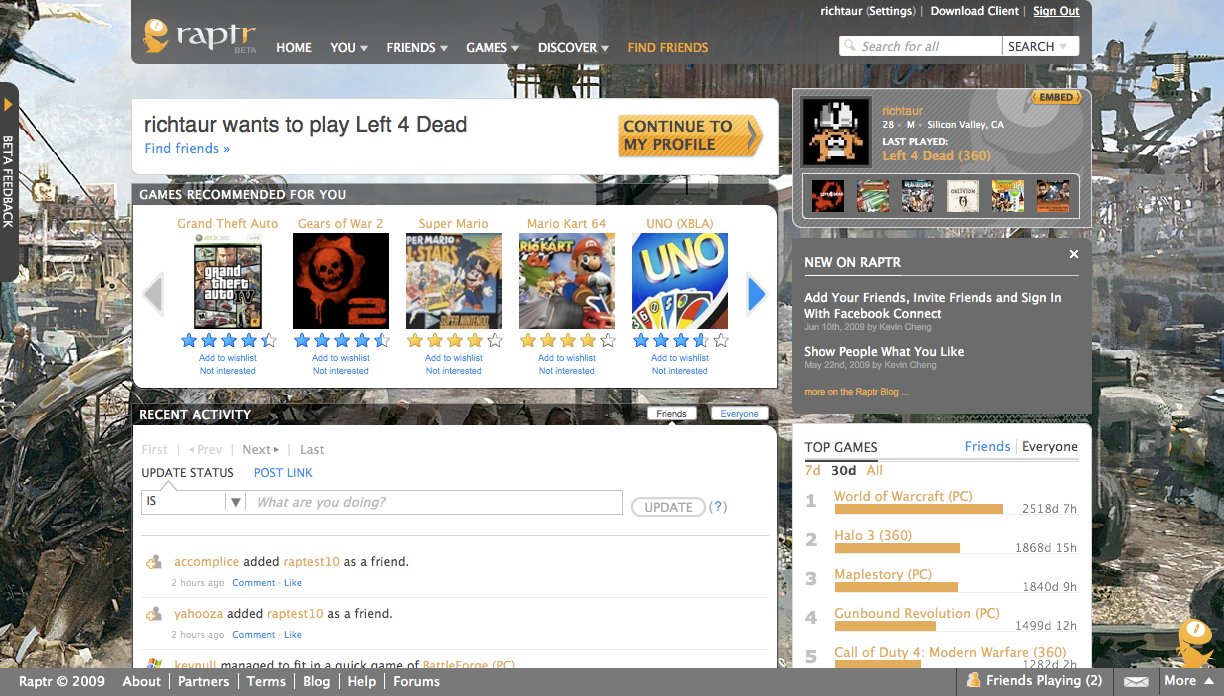 richtaur (Settings) | Download Client | Sign Out
raptr
BETA
HOME YOU FRIENDS GAMES DISCOVER FIND FRIENDS
Search for all SEARCH
BETA FEEDBACK
richtaur wants to play Left 4 Dead
Find friends »
CONTINUE TO
MY PROFILE
EMBED
richtaur
28 • M • Silicon Valley, CA
LAST PLAYED:
Left 4 Dead (360)
OBLIVION
GAMES RECOMMENDED FOR YOU
Grand Theft Auto Gears of War 2 Super Mario Mario Kart 64 UNO (XBLA)
XBOX 360
grand
theft
auto
IV
2
SUPER NINTENDO
UNO
Add to wishlist Add to wishlist Add to wishlist Add to wishlist Add to wishlist
Not interested Not interested Not interested Not interested Not interested
NEW ON RAPTR
Add Your Friends, Invite Friends and Sign In
With Facebook Connect
Jun 10th, 2009 by Kevin Cheng
Show People What You Like
May 22nd, 2009 by Kevin Cheng
more on the Raptr Blog ...
RECENT ACTIVITY Friends Everyone
First | Prev | Next | Last
UPDATE STATUS POST LINK
IS What are you doing? UPDATE (?)
accomplice added raptest10 as a friend.
2 hours ago Comment · Like
yahooza added raptest10 as a friend.
2 hours ago Comment · Like
keynull managed to fit in a quick game of BattleForge (PC)
TOP GAMES Friends | Everyone
7d 30d All
1 World of Warcraft (PC)
2518d 7h
2 Halo 3 (360)
1868d 15h
3 Maplestory (PC)
1840d 9h
4 Gunbound Revolution (PC)
1499d 12h
5 Call of Duty 4: Modern Warfare (360)
1282d 2h
Raptr © 2009 About | Partners | Terms | Blog | Help | Forums
Friends Playing (2) More